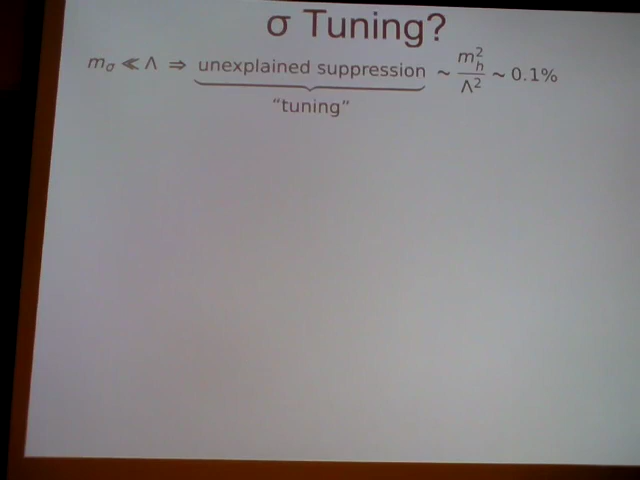 σ Tuning?
m_σ ≪ Λ ⇒ unexplained suppression ~ m_h^2/Λ^2 ~ 0.1%
“tuning”